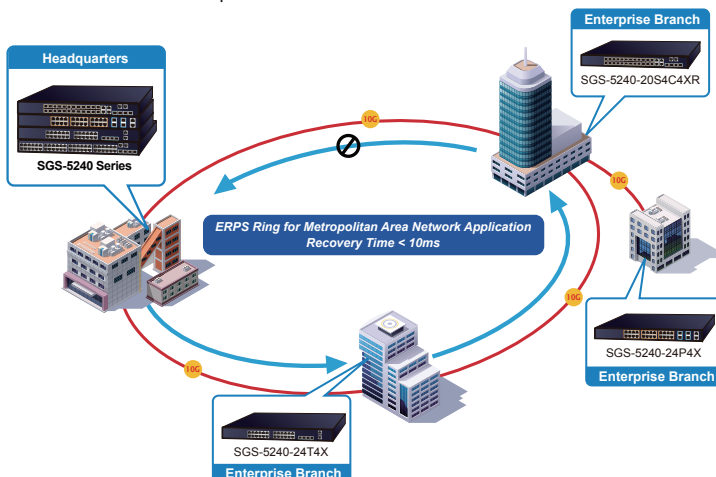 Enterprise Branch
SGS-5240-20S4C4XR
Headquarters
SGS-5240 Series
10G
10G
ERPS Ring for Metropolitan Area Network Application
Recovery Time < 10ms
10G
10G
SGS-5240-24P4X
Enterprise Branch
SGS-5240-24T4X
Enterprise Branch